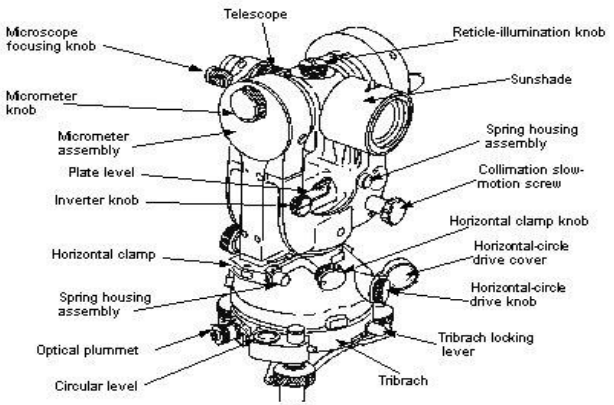 Telescope
Microscope
focusing knob
Reticle-illumination knob
Sunshade
Micrometer
knob
Micrometer
assembly
Spring housing
assembly
Plate level
Collimation slow-
motion screw
Inverter knob
Horizontal clamp knob
Horizontal clamp
Horizontal-circle
drive cover
Spring housing
assembly
Horizontal-circle
drive knob
Optical plummet
Tribrach locking
lever
Circular level
Tribrach